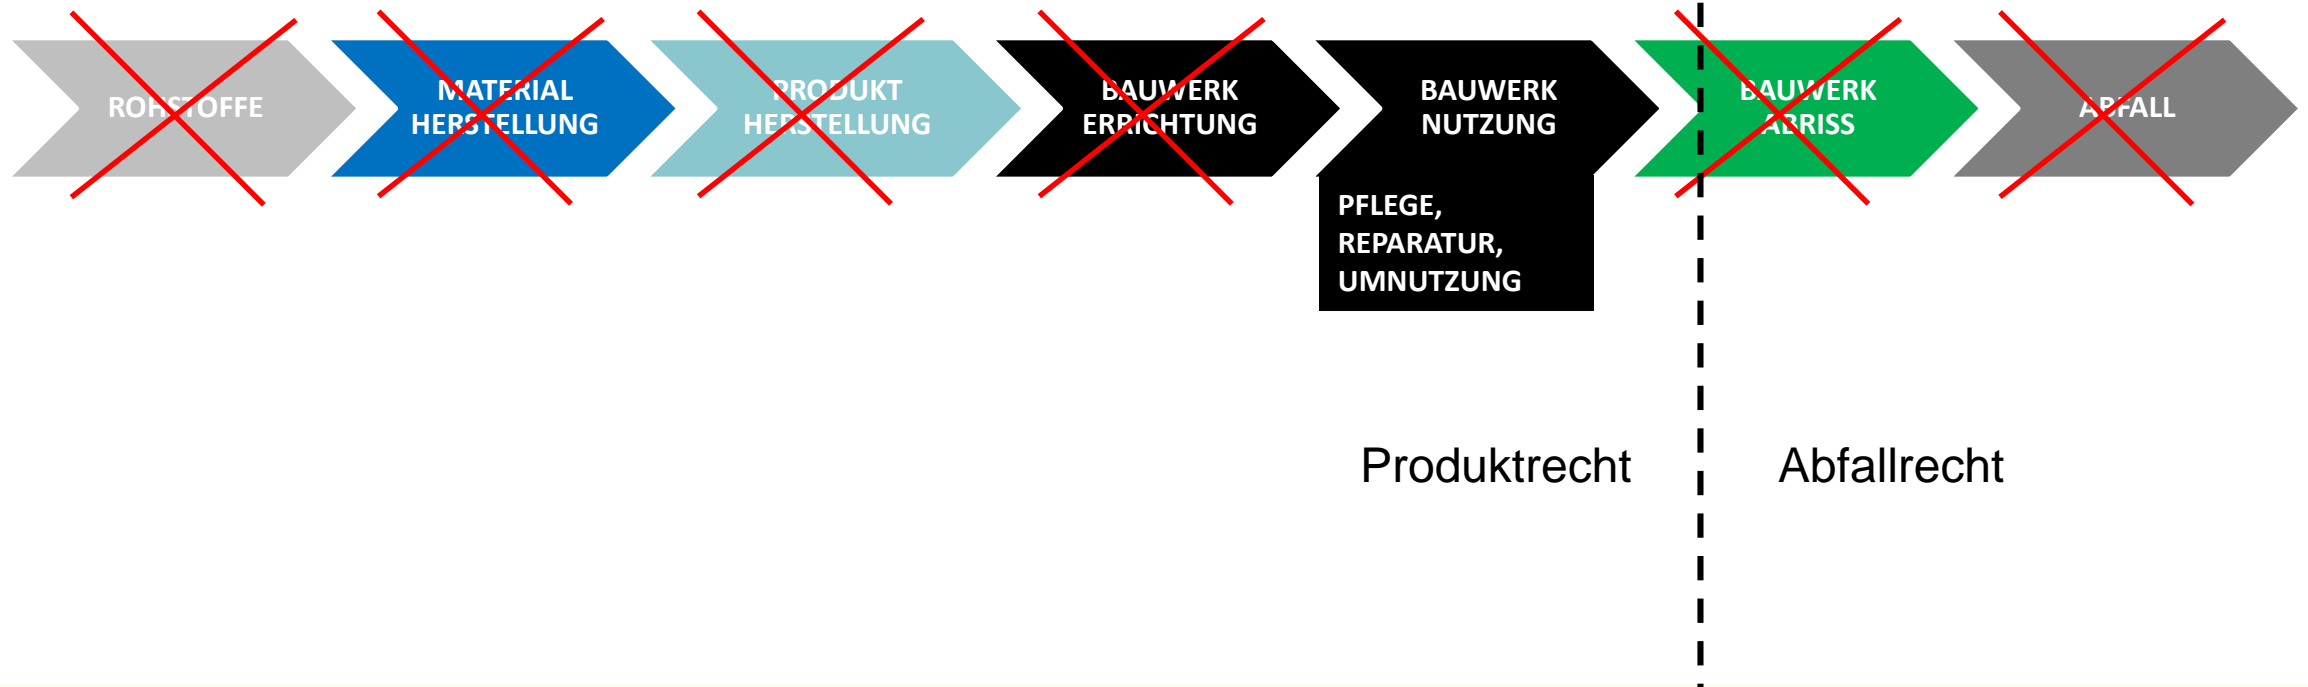 ROHSTOFFE
MATERIAL
HERSTELLUNG
PRODUKT
HERSTELLUNG
BAUWERK
ERRICHTUNG
BAUWERK
NUTZUNG
PFLEGE,
REPARATUR,
UMNUTZUNG
BAUWERK
ABRISS
ABFALL
Produktrecht
Abfallrecht